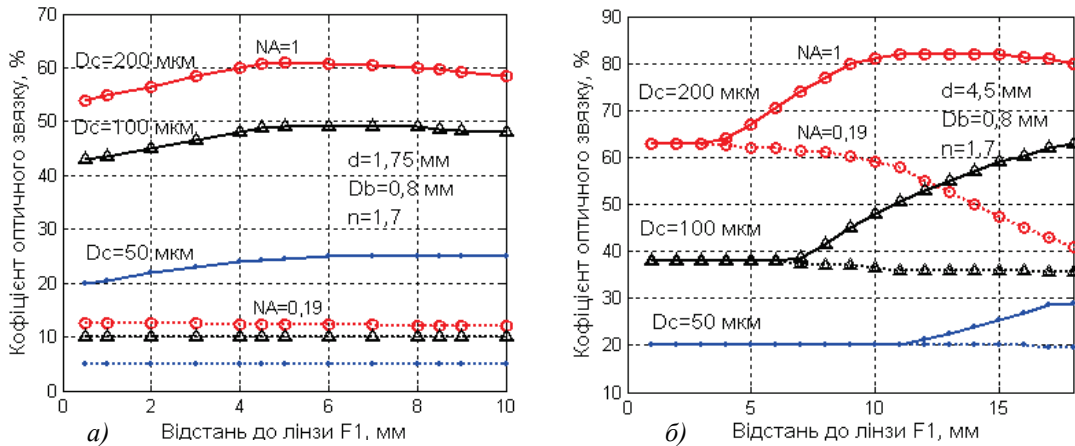 Кофіцієнт оптичного звязку, %
70
60
50
40
30
20
10
0
Dc=200 мкм
NA=1
Dc=100 мкм
d=1,75 мм
Db=0,8 мм
n=1,7
Dc=50 мкм
NA=0,19
0 2 4 6 8 10
а) Відстань до лінзи F1, мм
Кофіцієнт оптичного звязку, %
90
80
70
60
50
40
30
20
10
NA=1
Dc=200 мкм
d=4,5 мм
Db=0,8 мм
n=1,7
NA=0,19
Dc=100 мкм
Dc=50 мкм
0 5 10 15
б) Відстань до лінзи F1, мм